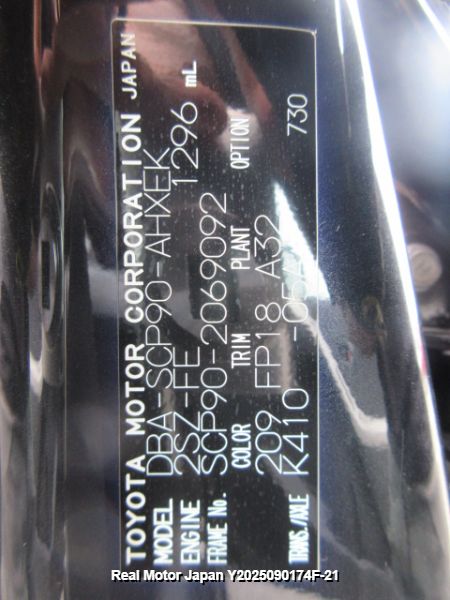 TOYOTA MOTOR CORPORATION JAPAN
MODEL DBA-SCP90-AHXEK
ENGINE 2SZ-FE 1296 mL
FRAME No. SCP90-2069092
COLOR TRIM PLANT OPTION
209 FP18 A32
TRANS./AXLE K410 -05A 730
Real Motor Japan Y2025090174F-21